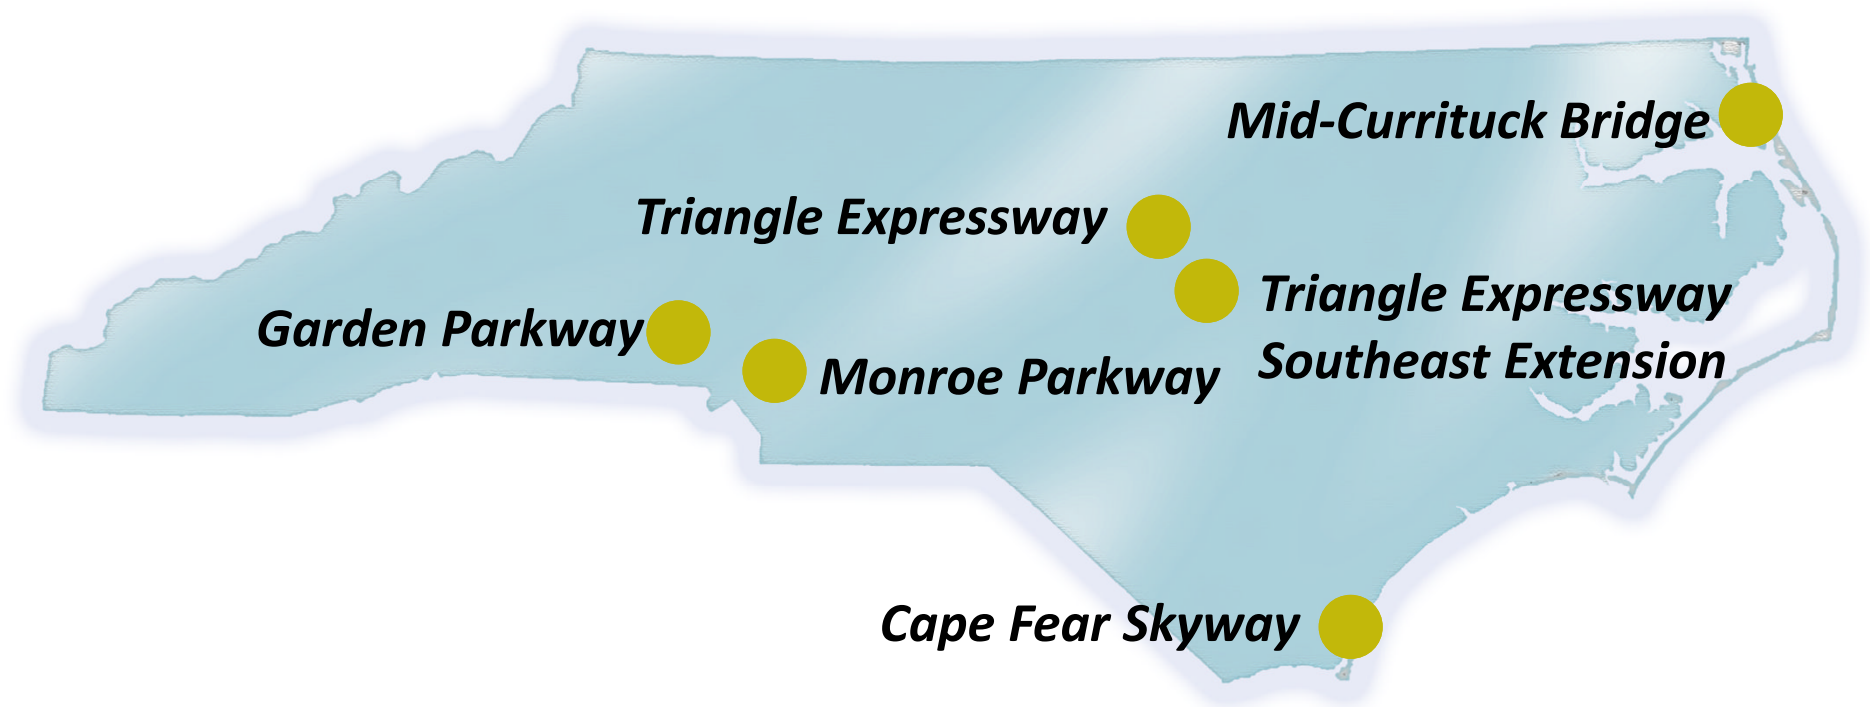 Mid-Currituck Bridge
Triangle Expressway
Triangle Expressway
Southeast Extension
Garden Parkway
Monroe Parkway
Cape Fear Skyway